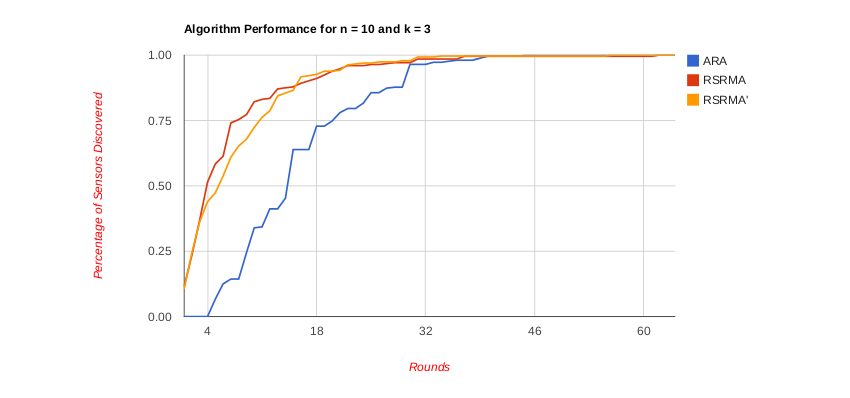 Algorithm Performance for n = 10 and k = 3
1.00
0.75
0.50
0.25
0.00
Percentage of Sensors Discovered
4
18
32
46
60
Rounds
ARA
RSRMA
RSRMA'